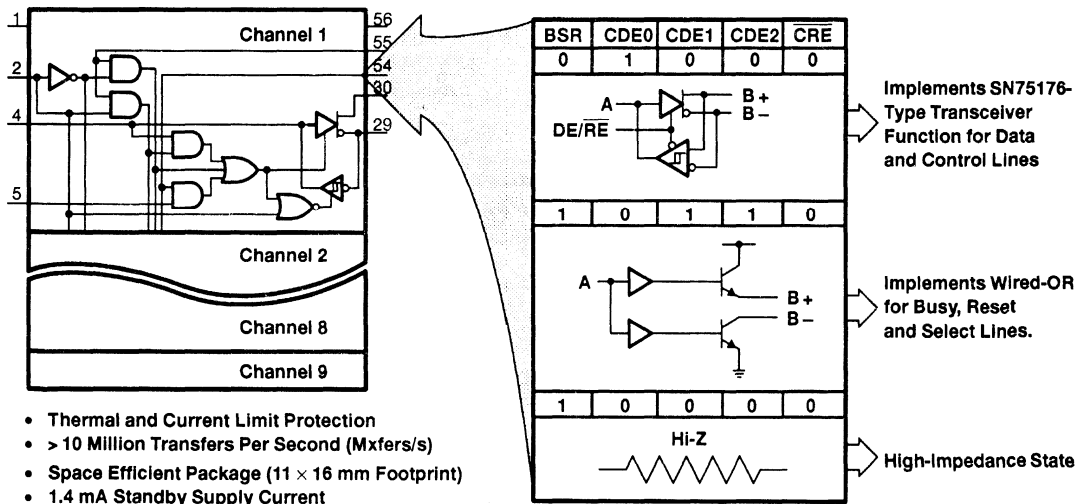 1
2
4
5
Channel 1
56
55
54
30
29
Channel 2
Channel 8
Channel 9
• Thermal and Current Limit Protection
• > 10 Million Transfers Per Second (Mxfers/s)
• Space Efficient Package (11 × 16 mm Footprint)
• 1.4 mA Standby Supply Current
BSR CDE0 CDE1 CDE2 CRE
0 1 0 0 0
A
B+
B−
DE/RE
Implements SN75176-
Type Transceiver
Function for Data
and Control Lines
1 0 1 1 0
A
B+
B−
Implements Wired-OR
for Busy, Reset
and Select Lines.
1 0 0 0 0
Hi-Z
High-Impedance State